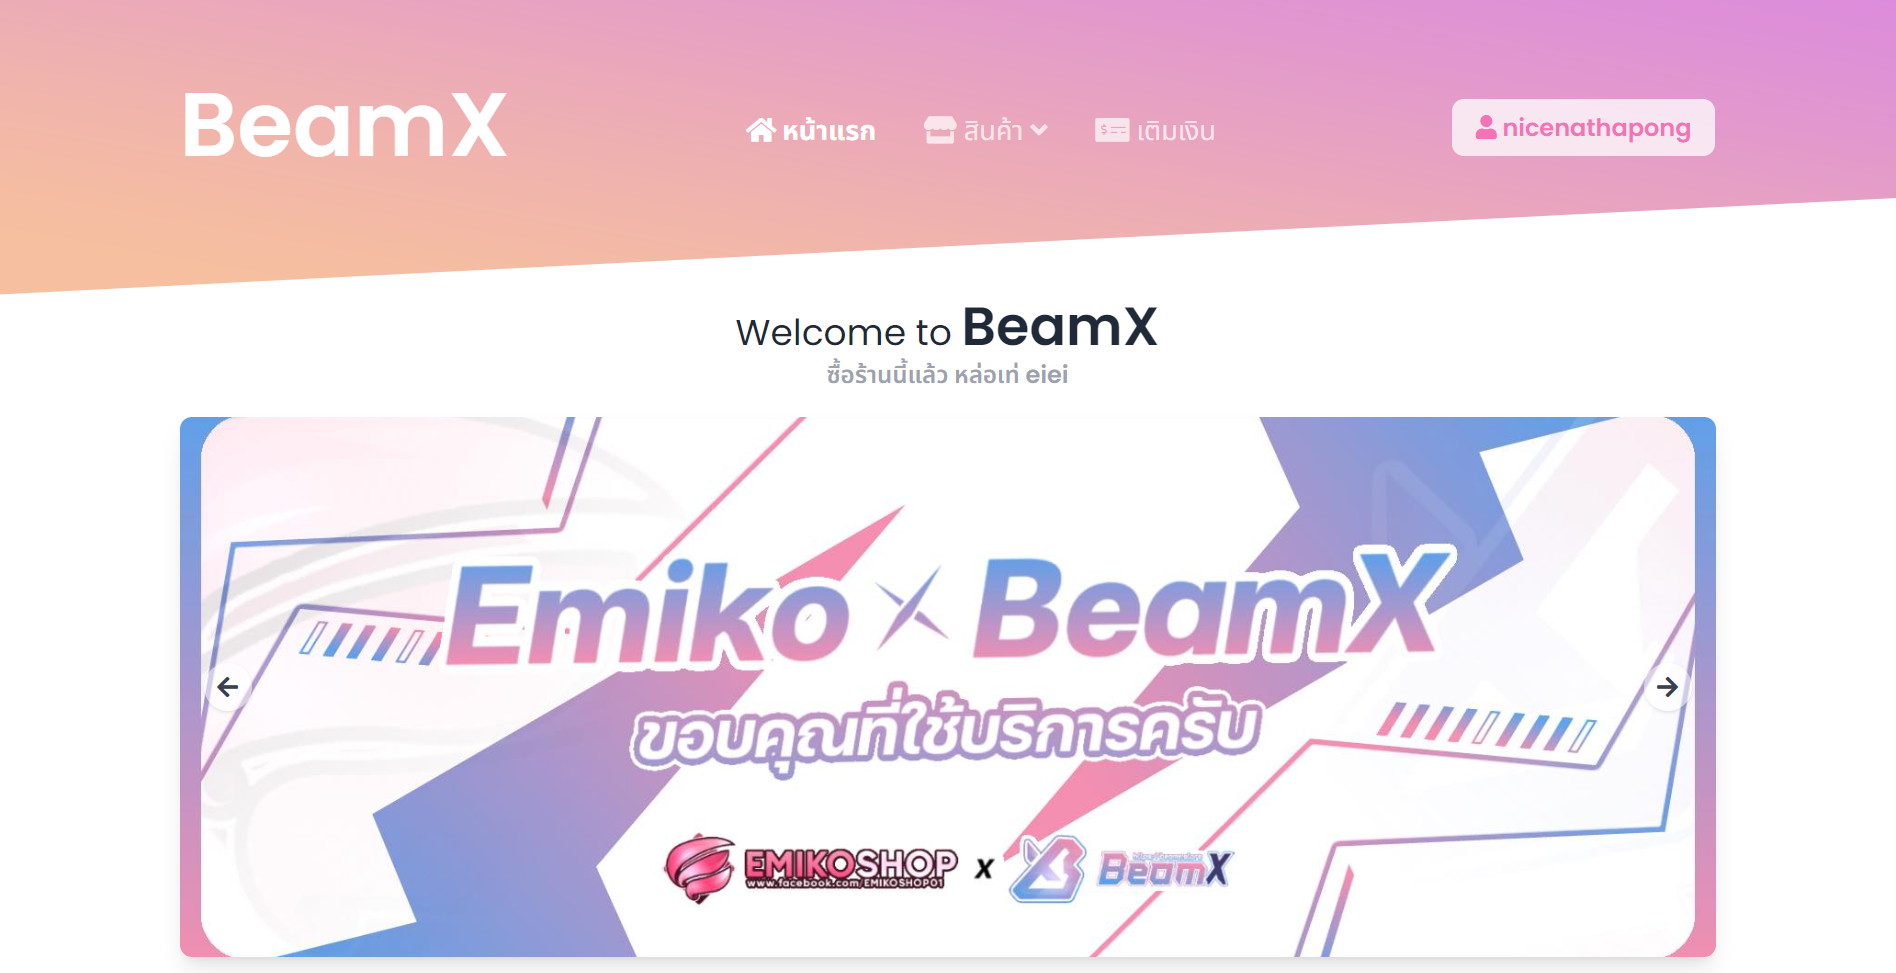 BeamX
หน้าแรก สินค้า เติมเงิน
nicenathapong
Welcome to BeamX
ซื้อร้านนี้แล้ว หล่อเท่ eiei
Emiko X BeamX
ขอบคุณที่ใช้บริการครับ
EMIKOSHOP X BeamX
www.facebook.com/EMIKOSHOP01